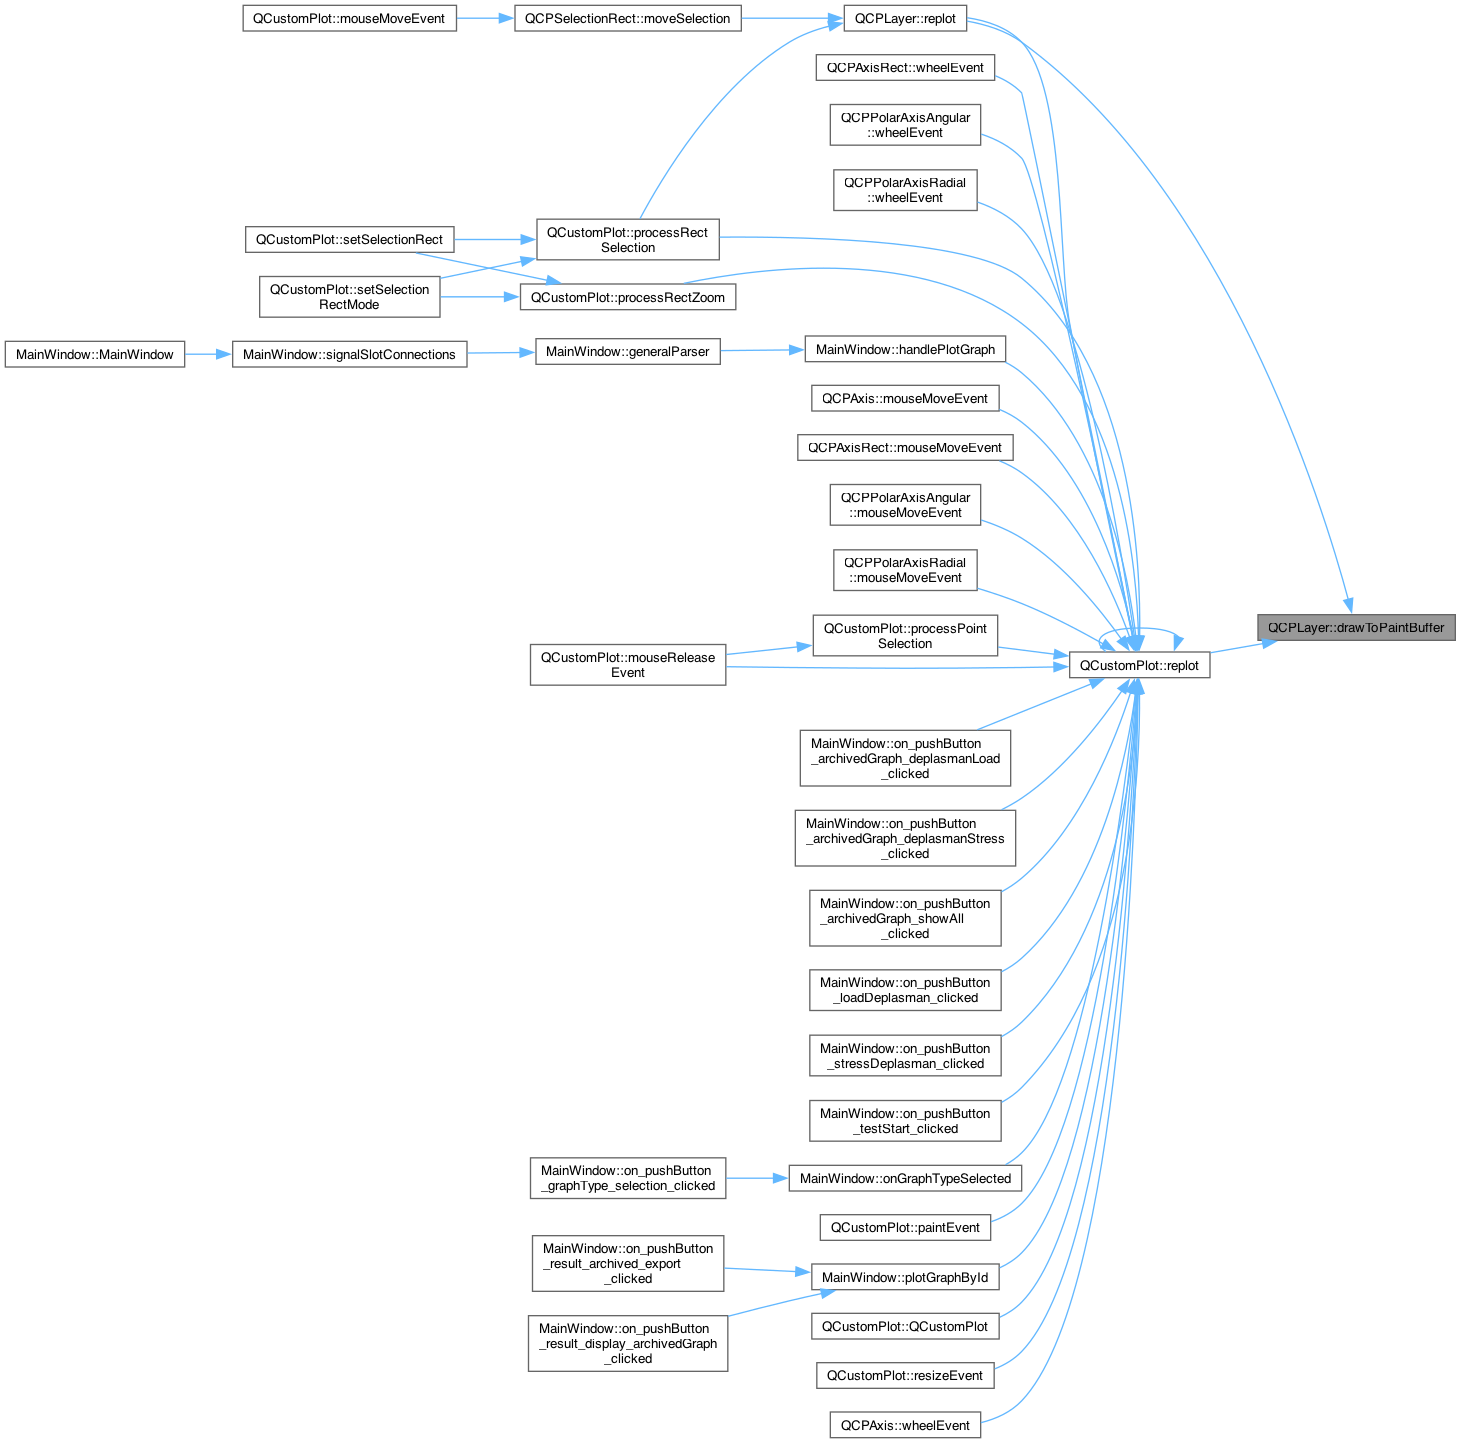 QCustomPlot::mouseMoveEvent
QCPSelectionRect::moveSelection
QCPLayer::replot
QCPAxisRect::wheelEvent
QCPPolarAxisAngular
::wheelEvent
QCPPolarAxisRadial
::wheelEvent
QCustomPlot::setSelectionRect
QCustomPlot::processRect
Selection
QCustomPlot::setSelection
RectMode
QCustomPlot::processRectZoom
MainWindow::MainWindow
MainWindow::signalSlotConnections
MainWindow::generalParser
MainWindow::handlePlotGraph
QCPAxis::mouseMoveEvent
QCPAxisRect::mouseMoveEvent
QCPPolarAxisAngular
::mouseMoveEvent
QCPPolarAxisRadial
::mouseMoveEvent
QCustomPlot::processPoint
Selection
QCustomPlot::mouseRelease
Event
QCPLayer::drawToPaintBuffer
QCustomPlot::replot
MainWindow::on_pushButton
_archivedGraph_deplasmanLoad
_clicked
MainWindow::on_pushButton
_archivedGraph_deplasmanStress
_clicked
MainWindow::on_pushButton
_archivedGraph_showAll
_clicked
MainWindow::on_pushButton
_loadDeplasman_clicked
MainWindow::on_pushButton
_stressDeplasman_clicked
MainWindow::on_pushButton
_testStart_clicked
MainWindow::on_pushButton
_graphType_selection_clicked
MainWindow::onGraphTypeSelected
QCustomPlot::paintEvent
MainWindow::on_pushButton
_result_archived_export
_clicked
MainWindow::plotGraphById
MainWindow::on_pushButton
_result_display_archivedGraph
_clicked
QCustomPlot::QCustomPlot
QCustomPlot::resizeEvent
QCPAxis::wheelEvent